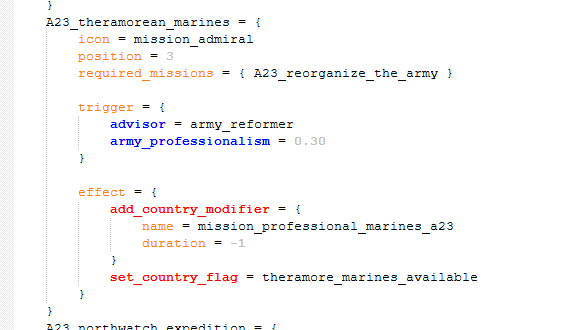 }
A23_theramorean_marines = {
icon = mission_admiral
position = 3
required_missions = { A23_reorganize_the_army }
trigger = {
advisor = army_reformer
army_professionalism = 0.30
}
effect = {
add_country_modifier = {
name = mission_professional_marines_a23
duration = -1
}
set_country_flag = theramore_marines_available
}
}
A23_northwatch_expedition = {